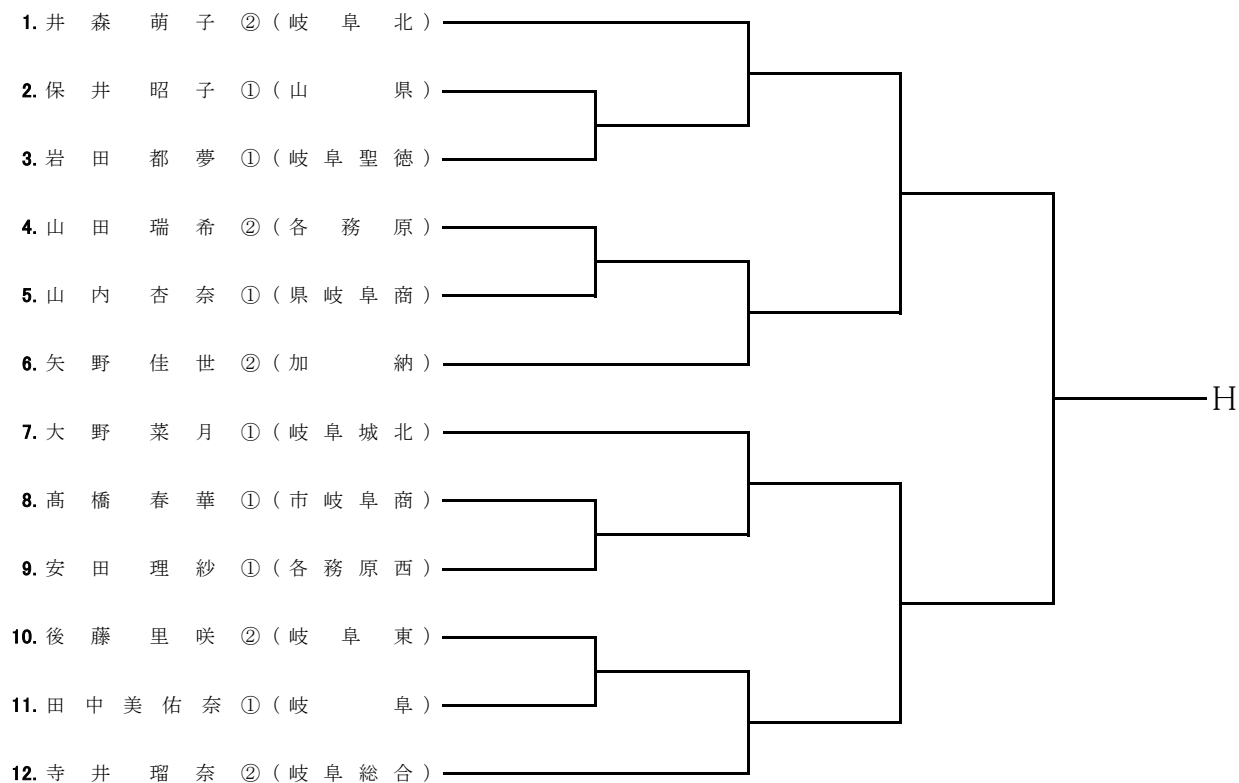 1. 井森萌子 ② (岐阜北)
2. 保井昭子 ① (山県)
3. 岩田都夢 ① (岐阜聖徳)
4. 山田瑞希 ② (各務原)
5. 山内杏奈 ① (県岐阜商)
6. 矢野佳世 ② (加納)
H
7. 大野菜月 ① (岐阜城北)
8. 髙橋春華 ① (市岐阜商)
9. 安田理紗 ① (各務原西)
10. 後藤里咲 ② (岐阜東)
11. 田中美佑奈 ① (岐阜)
12. 寺井瑠奈 ② (岐阜総合)